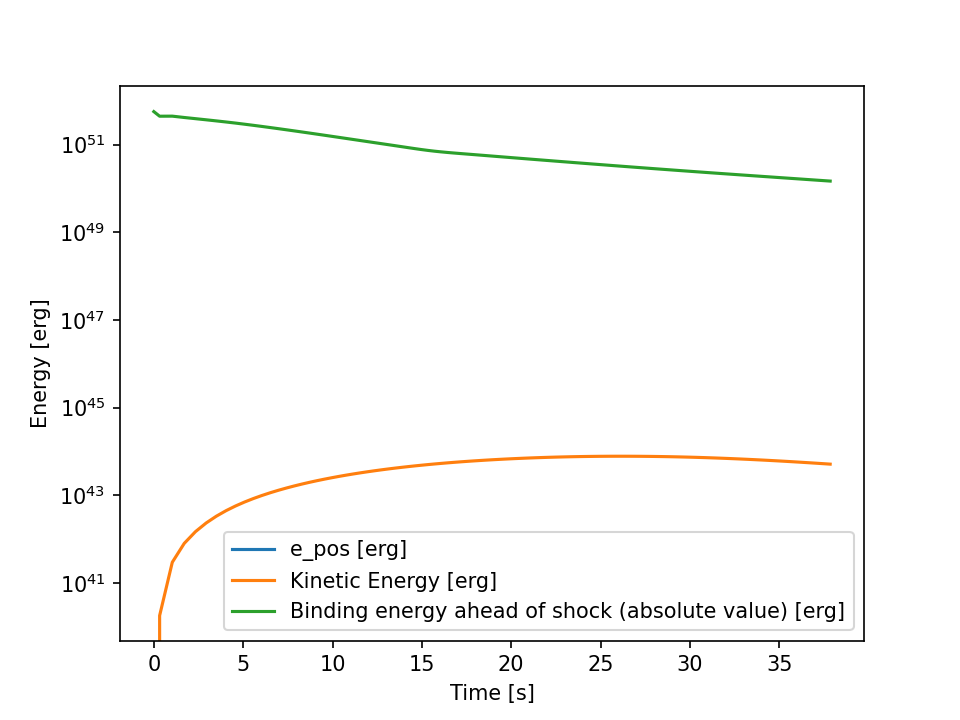 10^51
10^49
10^47
10^45
10^43
10^41
Energy [erg]
e_pos [erg]
Kinetic Energy [erg]
Binding energy ahead of shock (absolute value) [erg]
0 5 10 15 20 25 30 35
Time [s]